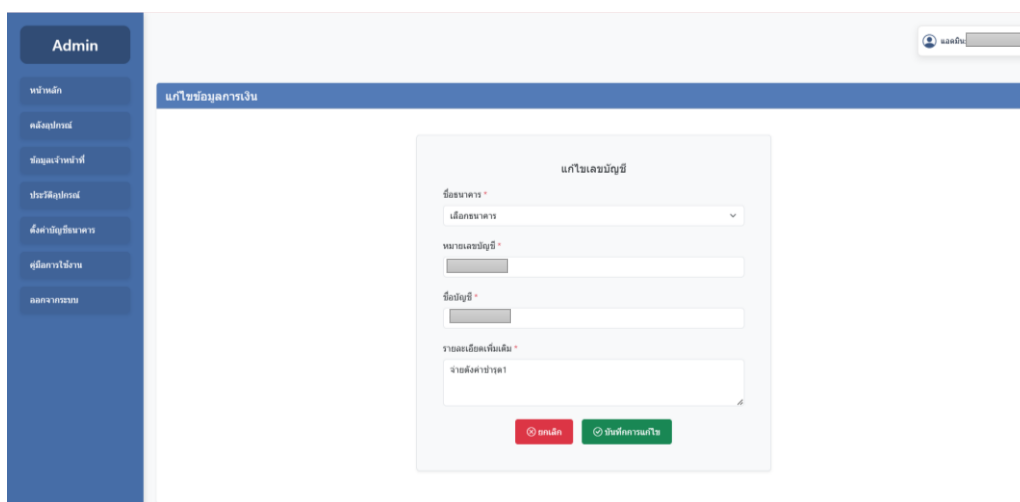 Admin
แอดมิน:
หน้าหลัก
คลังอุปกรณ์
ข้อมูลเจ้าหน้าที่
ประวัติอุปกรณ์
ตั้งค่าบัญชีธนาคาร
คู่มือการใช้งาน
ออกจากระบบ
แก้ไขข้อมูลการเงิน
แก้ไขเลขบัญชี
ชื่อธนาคาร *
เลือกธนาคาร
หมายเลขบัญชี *
ชื่อบัญชี *
รายละเอียดเพิ่มเติม *
จ่ายตังค่าชำรุด1
ยกเลิก
บันทึกการแก้ไข